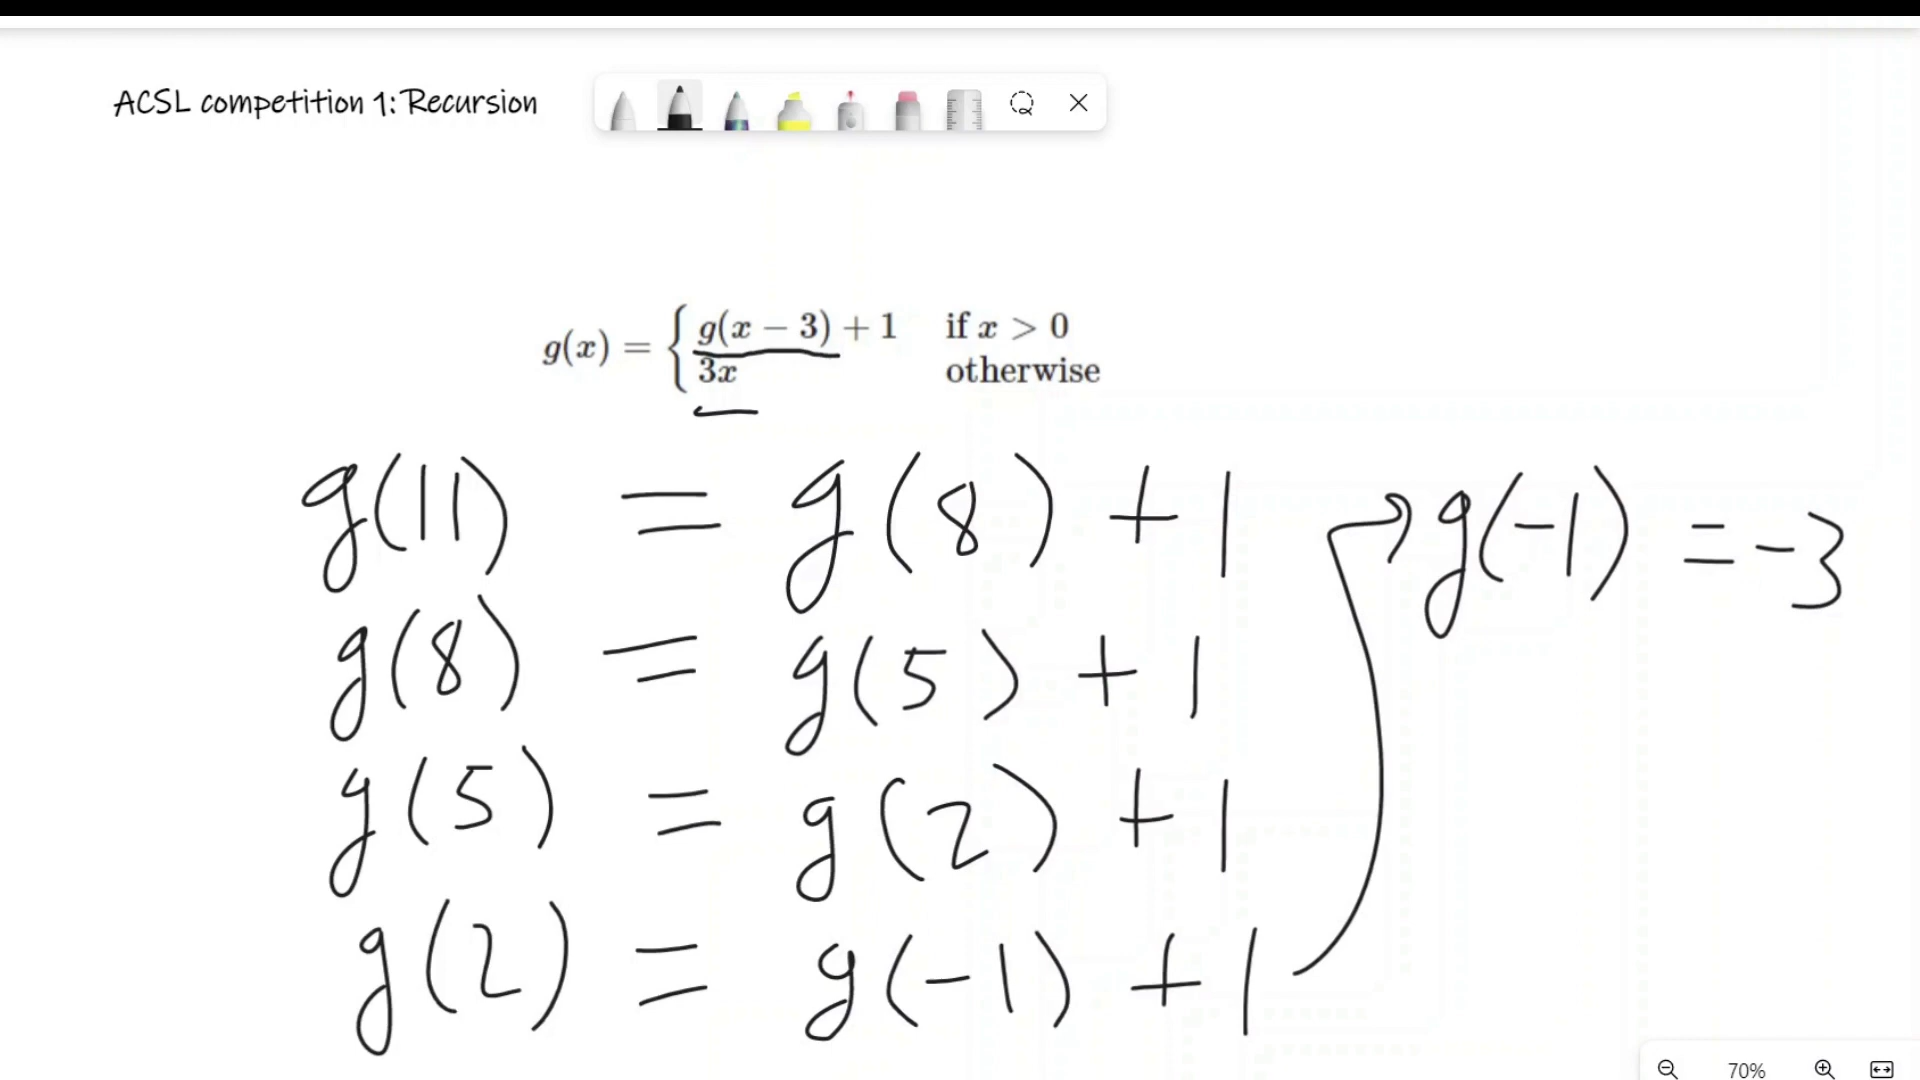 ACSL competition 1: Recursion
g(x) = { g(x − 3) + 1 if x > 0
3x otherwise
g(11) = g(8) + 1
g(8) = g(5) + 1
g(5) = g(2) + 1
g(2) = g(-1) + 1
g(-1) = -3
70%